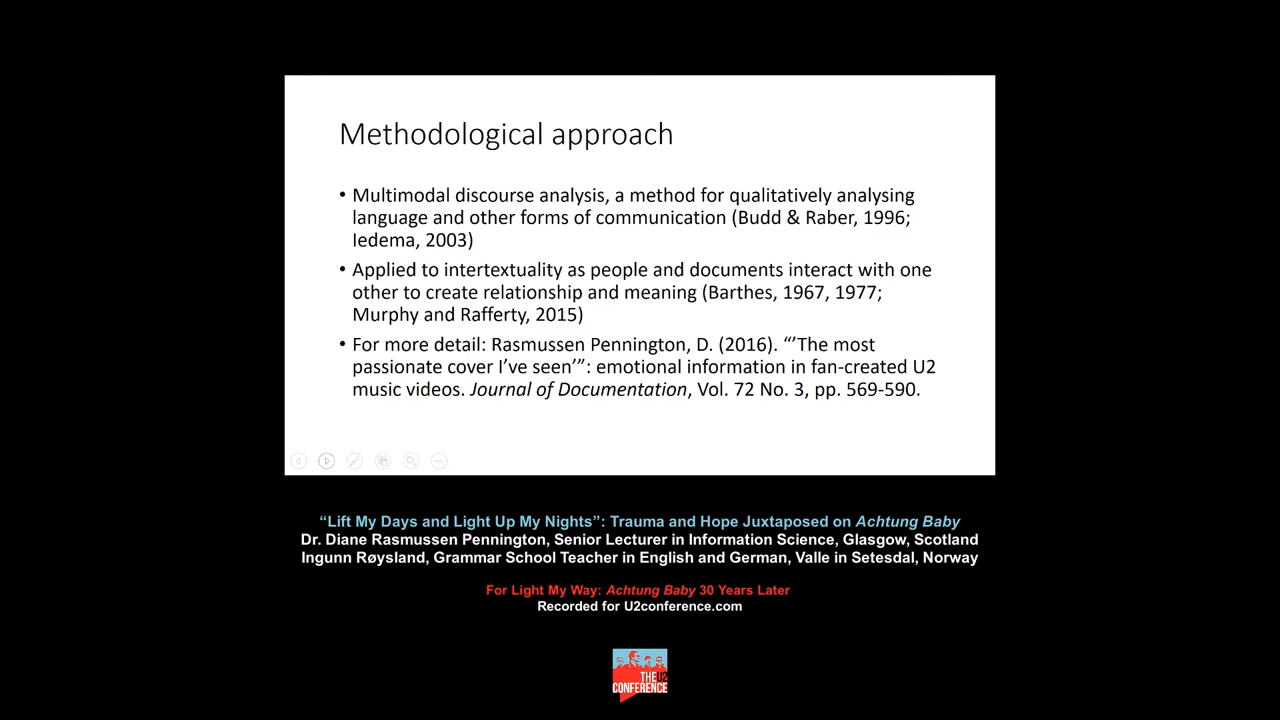 Methodological approach
• Multimodal discourse analysis, a method for qualitatively analysing
language and other forms of communication (Budd & Raber, 1996;
Iedema, 2003)
• Applied to intertextuality as people and documents interact with one
other to create relationship and meaning (Barthes, 1967, 1977;
Murphy and Rafferty, 2015)
• For more detail: Rasmussen Pennington, D. (2016). “’The most
passionate cover I’ve seen’”: emotional information in fan-created U2
music videos. Journal of Documentation, Vol. 72 No. 3, pp. 569-590.
“Lift My Days and Light Up My Nights”: Trauma and Hope Juxtaposed on Achtung Baby
Dr. Diane Rasmussen Pennington, Senior Lecturer in Information Science, Glasgow, Scotland
Ingunn Røysland, Grammar School Teacher in English and German, Valle in Setesdal, Norway
For Light My Way: Achtung Baby 30 Years Later
Recorded for U2conference.com
THE U2
CONFERENCE